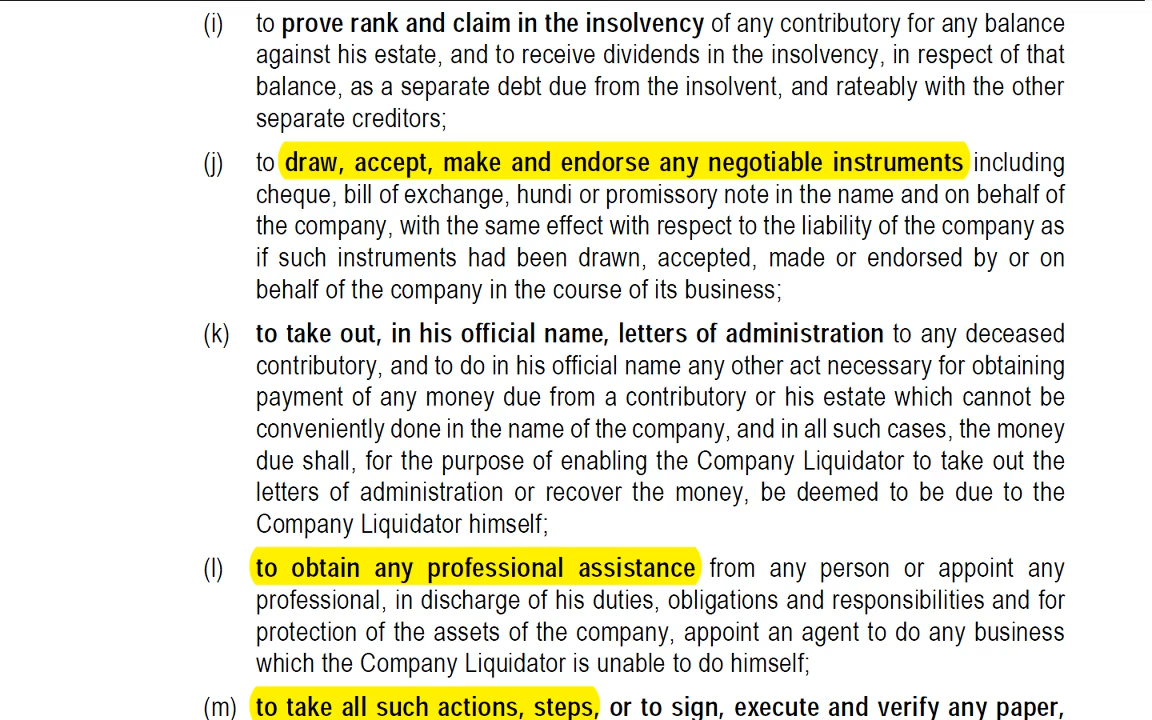 (i) to prove rank and claim in the insolvency of any contributory for any balance
against his estate, and to receive dividends in the insolvency, in respect of that
balance, as a separate debt due from the insolvent, and rateably with the other
separate creditors;
(j) to draw, accept, make and endorse any negotiable instruments including
cheque, bill of exchange, hundi or promissory note in the name and on behalf of
the company, with the same effect with respect to the liability of the company as
if such instruments had been drawn, accepted, made or endorsed by or on
behalf of the company in the course of its business;
(k) to take out, in his official name, letters of administration to any deceased
contributory, and to do in his official name any other act necessary for obtaining
payment of any money due from a contributory or his estate which cannot be
conveniently done in the name of the company, and in all such cases, the money
due shall, for the purpose of enabling the Company Liquidator to take out the
letters of administration or recover the money, be deemed to be due to the
Company Liquidator himself;
(l) to obtain any professional assistance from any person or appoint any
professional, in discharge of his duties, obligations and responsibilities and for
protection of the assets of the company, appoint an agent to do any business
which the Company Liquidator is unable to do himself;
(m) to take all such actions, steps, or to sign, execute and verify any paper,